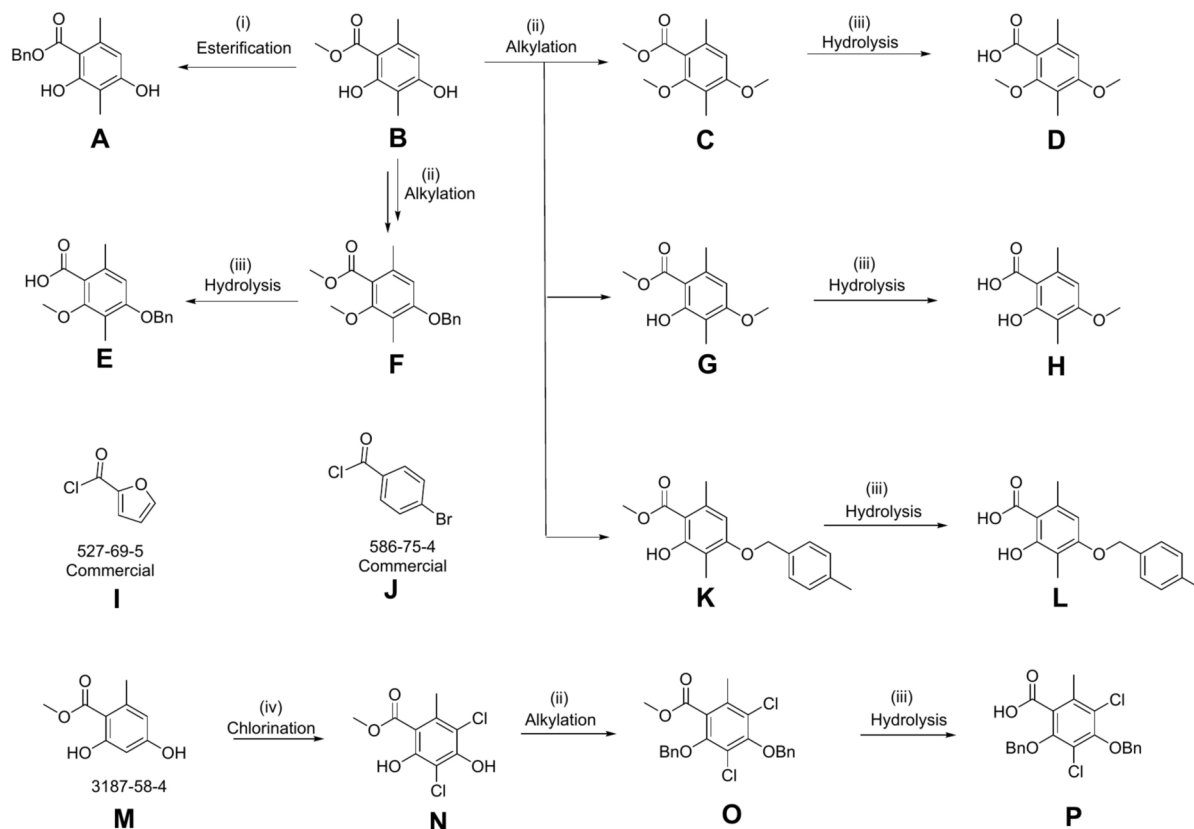 (i)
Esterification
(ii)
Alkylation
(iii)
Hydrolysis
O
BnO
HO
OH
A
O
O
HO
OH
B
O
O
O
O
C
O
HO
O
O
D
(ii)
Alkylation
O
HO
O
OBn
E
(iii)
Hydrolysis
O
O
O
OBn
F
O
O
HO
O
G
(iii)
Hydrolysis
O
HO
HO
O
H
O
Cl
O
527-69-5
Commercial
I
O
Cl
Br
586-75-4
Commercial
J
O
O
HO
O
K
(iii)
Hydrolysis
O
HO
HO
O
L
O
O
HO
OH
3187-58-4
M
(iv)
Chlorination
O
O
Cl
HO
OH
Cl
N
(ii)
Alkylation
O
O
Cl
BnO
OBn
Cl
O
(iii)
Hydrolysis
O
HO
Cl
BnO
OBn
Cl
P